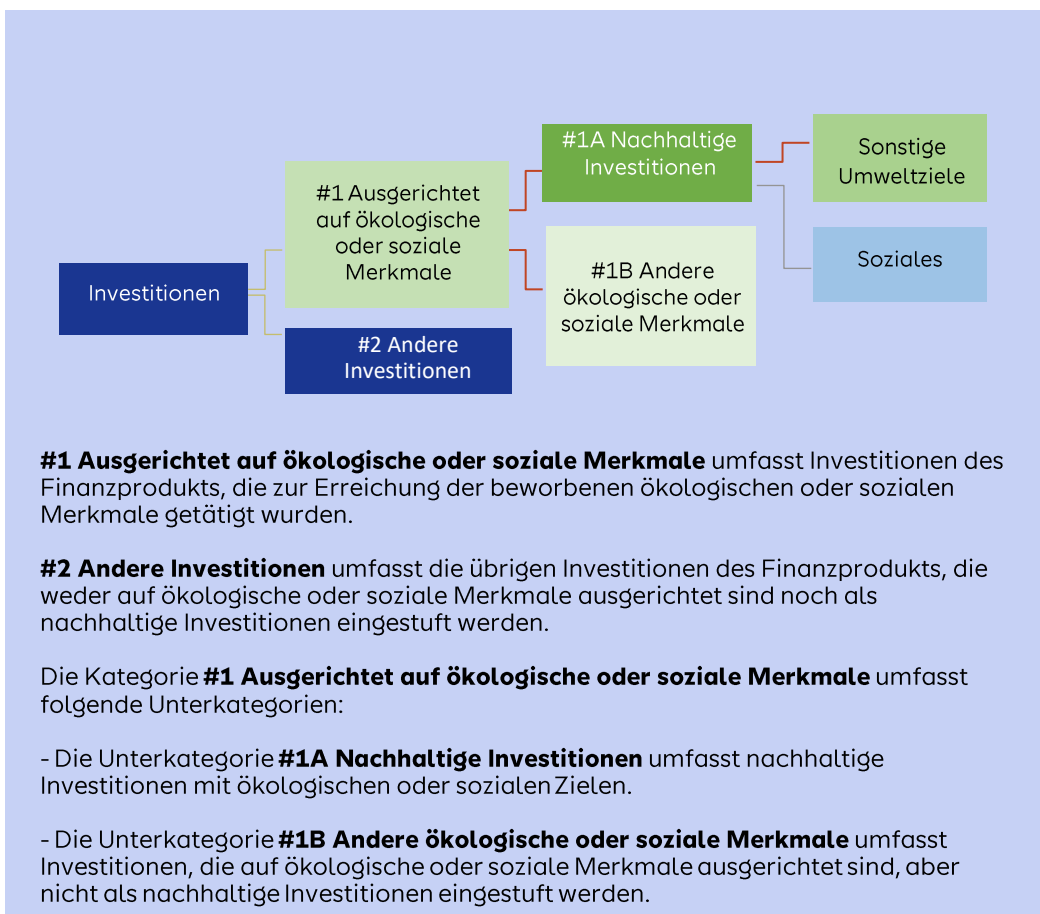 #1A Nachhaltige
Investitionen
Sonstige
Umweltziele
#1 Ausgerichtet
auf ökologische
oder soziale
Merkmale
Soziales
#1B Andere
ökologische oder
soziale Merkmale
Investitionen
#2 Andere
Investitionen
#1 Ausgerichtet auf ökologische oder soziale Merkmale umfasst Investitionen des
Finanzprodukts, die zur Erreichung der beworbenen ökologischen oder sozialen
Merkmale getätigt wurden.
#2 Andere Investitionen umfasst die übrigen Investitionen des Finanzprodukts, die
weder auf ökologische oder soziale Merkmale ausgerichtet sind noch als
nachhaltige Investitionen eingestuft werden.
Die Kategorie #1 Ausgerichtet auf ökologische oder soziale Merkmale umfasst
folgende Unterkategorien:
- Die Unterkategorie #1A Nachhaltige Investitionen umfasst nachhaltige
Investitionen mit ökologischen oder sozialen Zielen.
- Die Unterkategorie #1B Andere ökologische oder soziale Merkmale umfasst
Investitionen, die auf ökologische oder soziale Merkmale ausgerichtet sind, aber
nicht als nachhaltige Investitionen eingestuft werden.